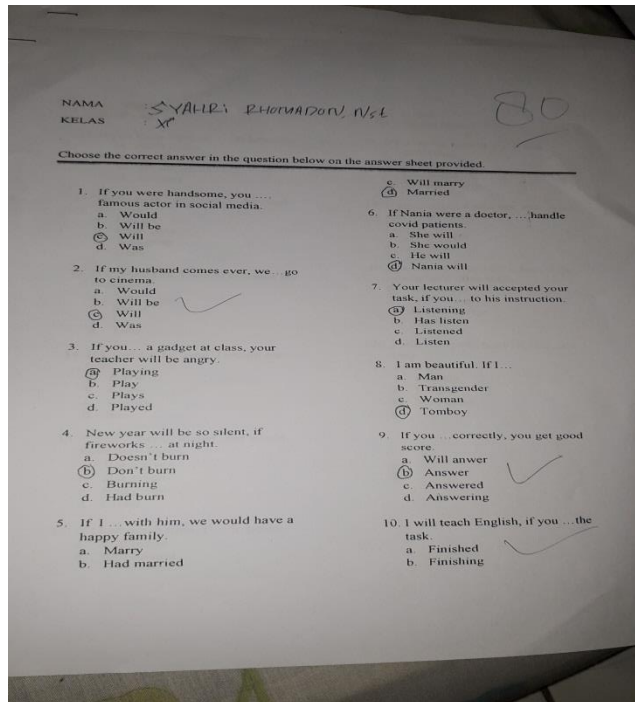 NAMA : SYAHRi RHOMADON, Nst
KELAS :
80
Choose the correct answer in the question below on the answer sheet provided.
1. If you were handsome, you ....
famous actor in social media.
a. Would
b. Will be
c. Will
d. Was
2. If my husband comes ever, we... go
to cinema.
a. Would
b. Will be
c. Will
d. Was
3. If you... a gadget at class, your
teacher will be angry.
a. Playing
b. Play
c. Plays
d. Played
4. New year will be so silent, if
fireworks ... at night.
a. Doesn't burn
b. Don't burn
c. Burning
d. Had burn
5. If I ... with him, we would have a
happy family.
a. Marry
b. Had married
c. Will marry
d. Married
6. If Nania were a doctor, ... handle
covid patients.
a. She will
b. She would
c. He will
d. Nania will
7. Your lecturer will accepted your
task, if you... to his instruction.
a. Listening
b. Has listen
c. Listened
d. Listen
8. I am beautiful. If I...
a. Man
b. Transgender
c. Woman
d. Tomboy
9. If you ... correctly, you get good
score.
a. Will anwer
b. Answer
c. Answered
d. Answering
10. I will teach English, if you ...the
task.
a. Finished
b. Finishing